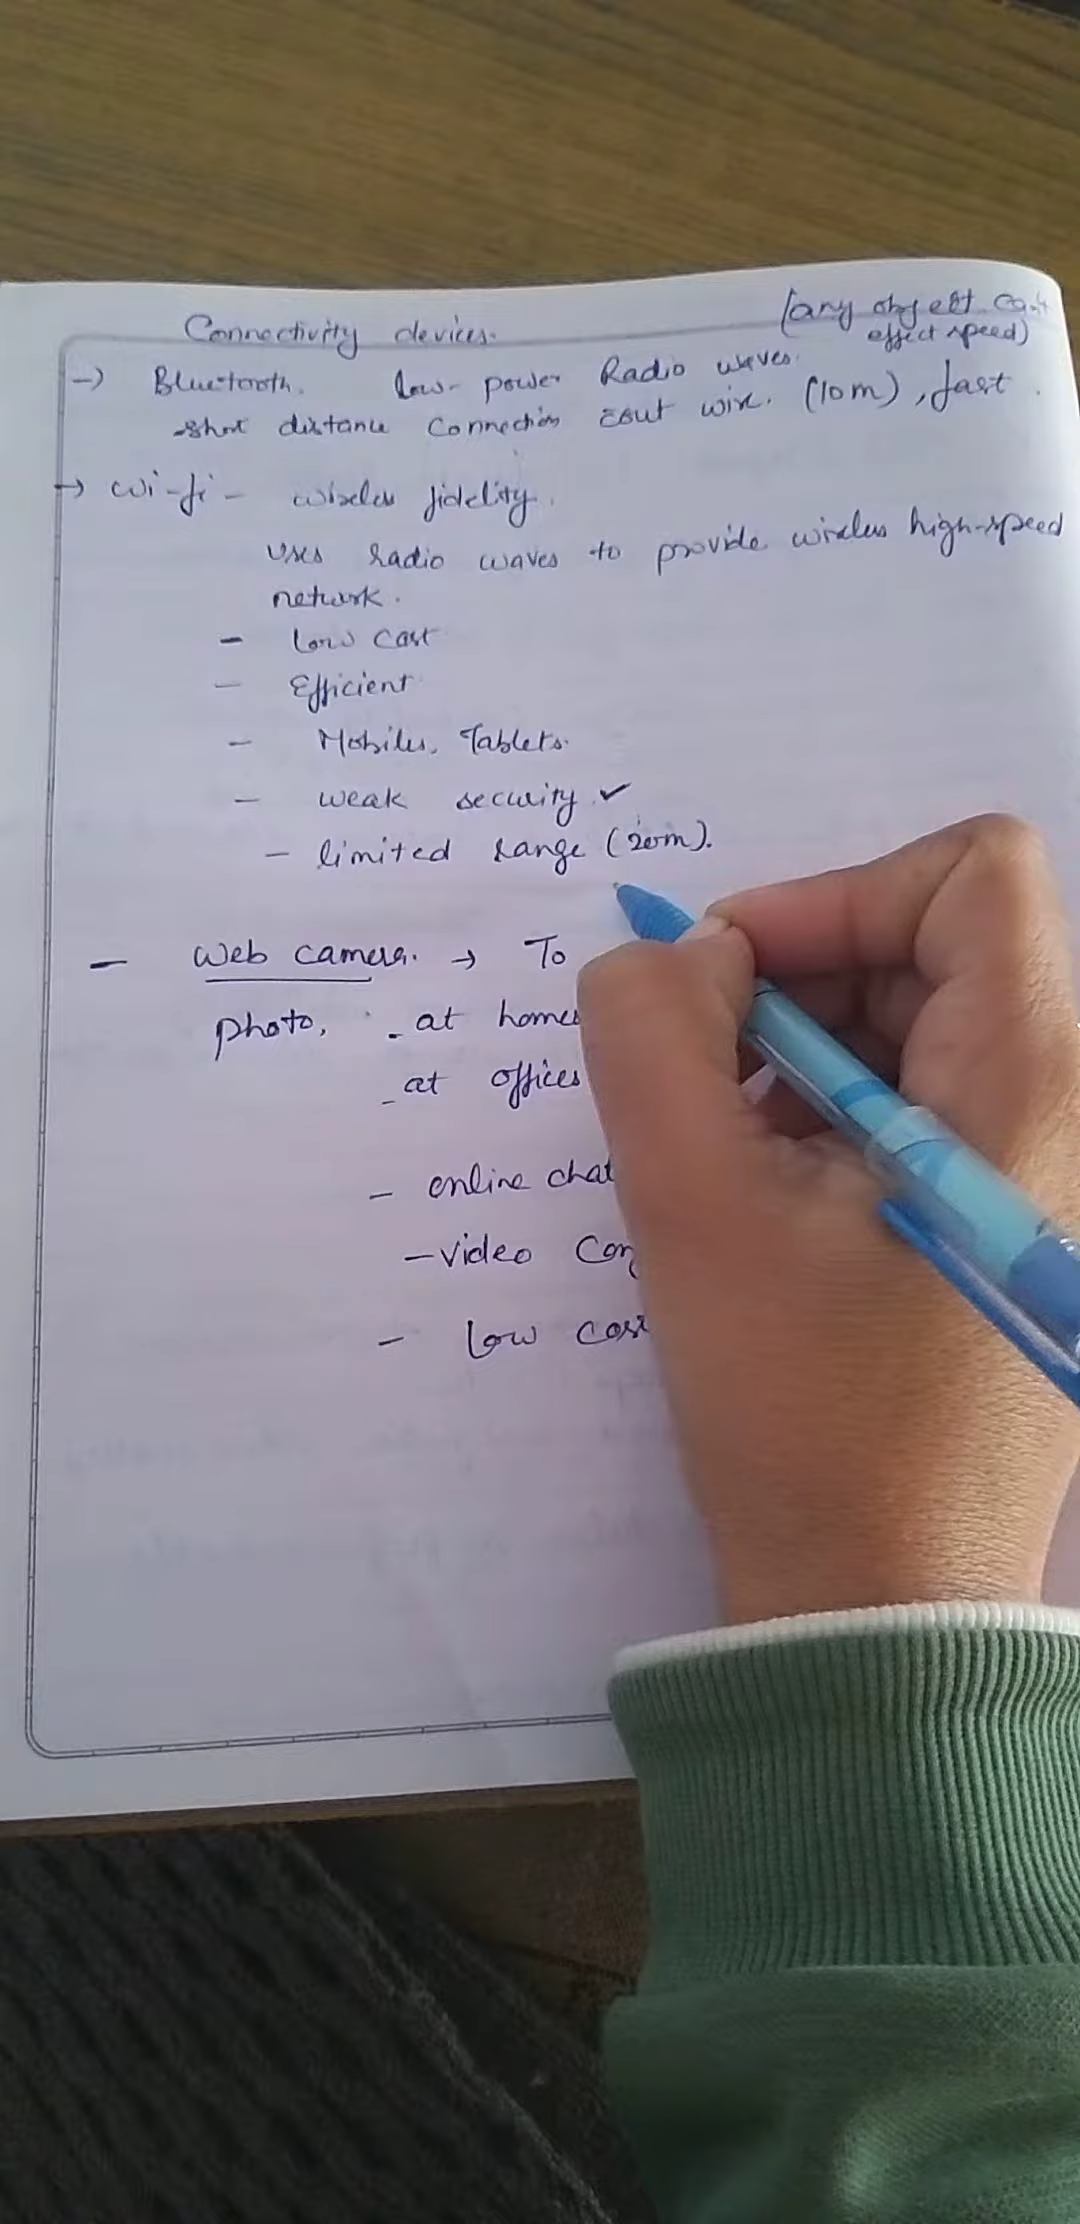 Connectivity devices.
(any object can't
effect speed)
→ Bluetooth. low-power Radio waves.
short distance connection c̄out wire. (10m), fast.
→ wi-fi - wireless fidelity.
uses radio waves to provide wireless high-speed
network.
- low cost
- Efficient
- Mobiles, Tablets.
- weak security ✓
- limited range (20m).
- web camera. → To
photo, - at homes
- at offices
- online chat
- video
- low cost